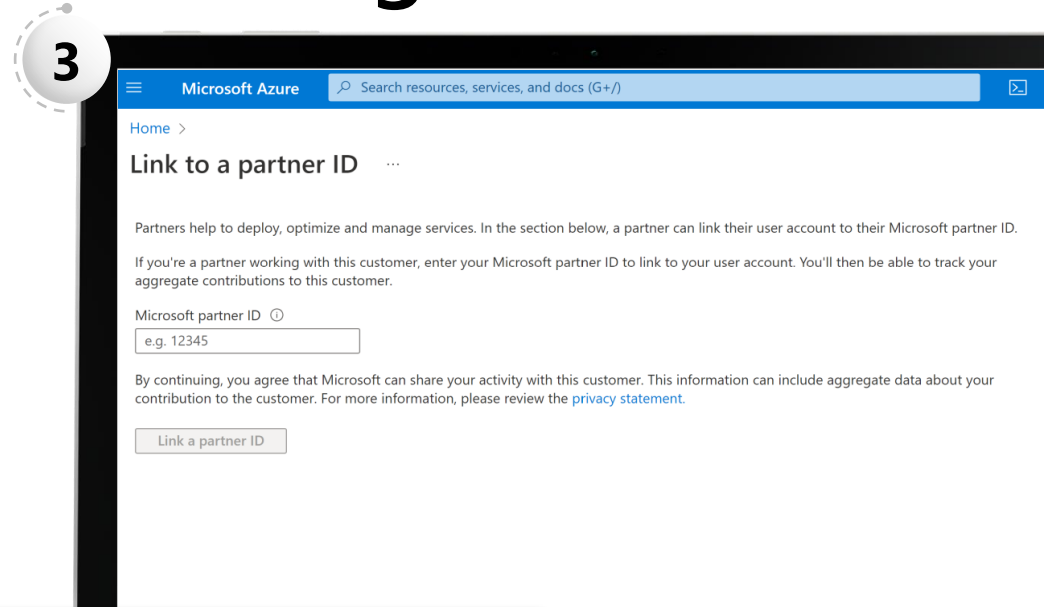 3
Microsoft Azure
Search resources, services, and docs (G+/)
Home >
Link to a partner ID ...
Partners help to deploy, optimize and manage services. In the section below, a partner can link their user account to their Microsoft partner ID.
If you're a partner working with this customer, enter your Microsoft partner ID to link to your user account. You'll then be able to track your
aggregate contributions to this customer.
Microsoft partner ID
e.g. 12345
By continuing, you agree that Microsoft can share your activity with this customer. This information can include aggregate data about your
contribution to the customer. For more information, please review the privacy statement.
Link a partner ID